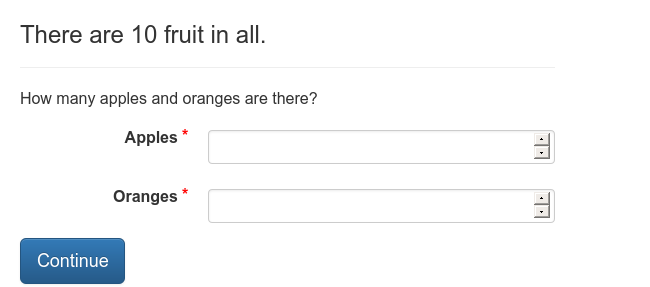 There are 10 fruit in all.
How many apples and oranges are there?
Apples *
Oranges *
Continue